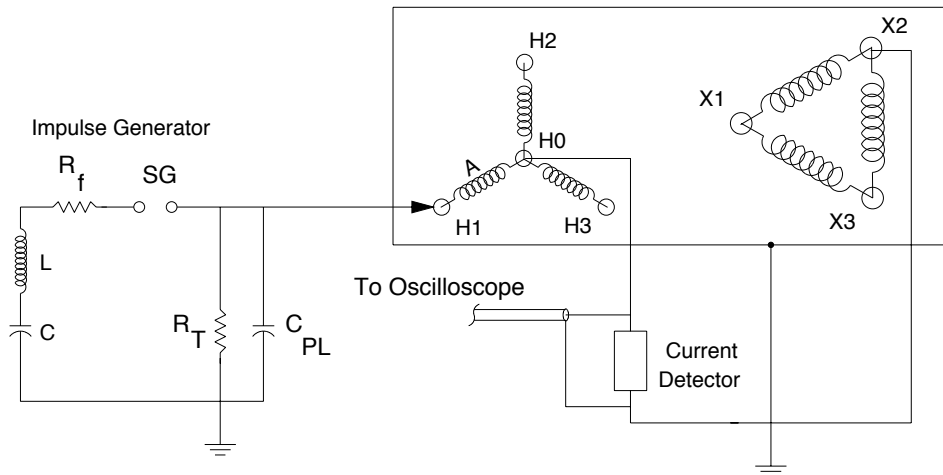 H2
X2
X1
Impulse Generator
H0
R
f
SG
A
H1
H3
X3
L
To Oscilloscope
C
R
T
C
PL
Current
Detector